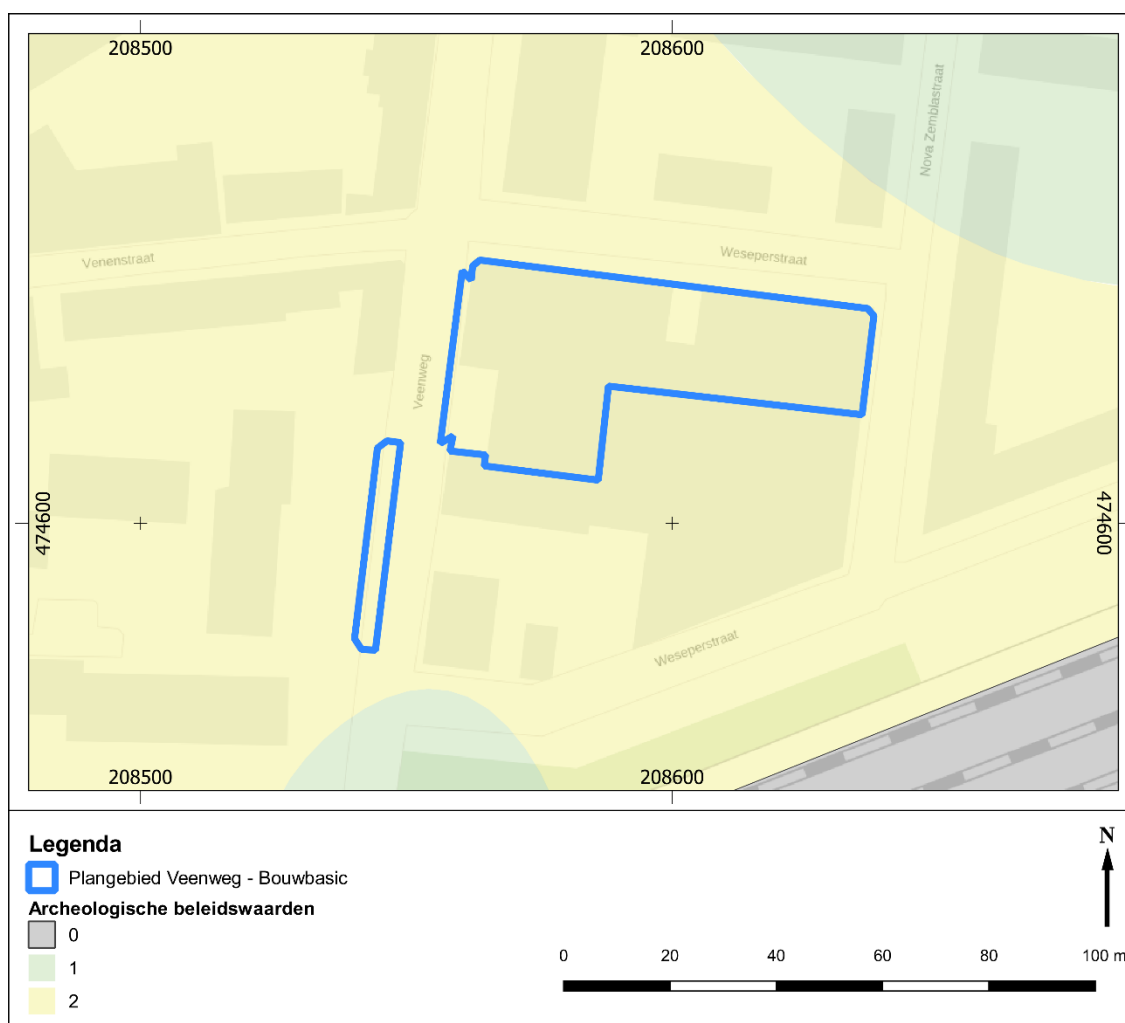 208500 208600
Nova Zemblastraat
Weseperstraat
Venenstraat
Veenweg
474600 474600
Weseperstraat
208500 208600
Legenda
Plangebied Veenweg - Bouwbasic
Archeologische beleidswaarden
0
1
2
N
0 20 40 60 80 100 m